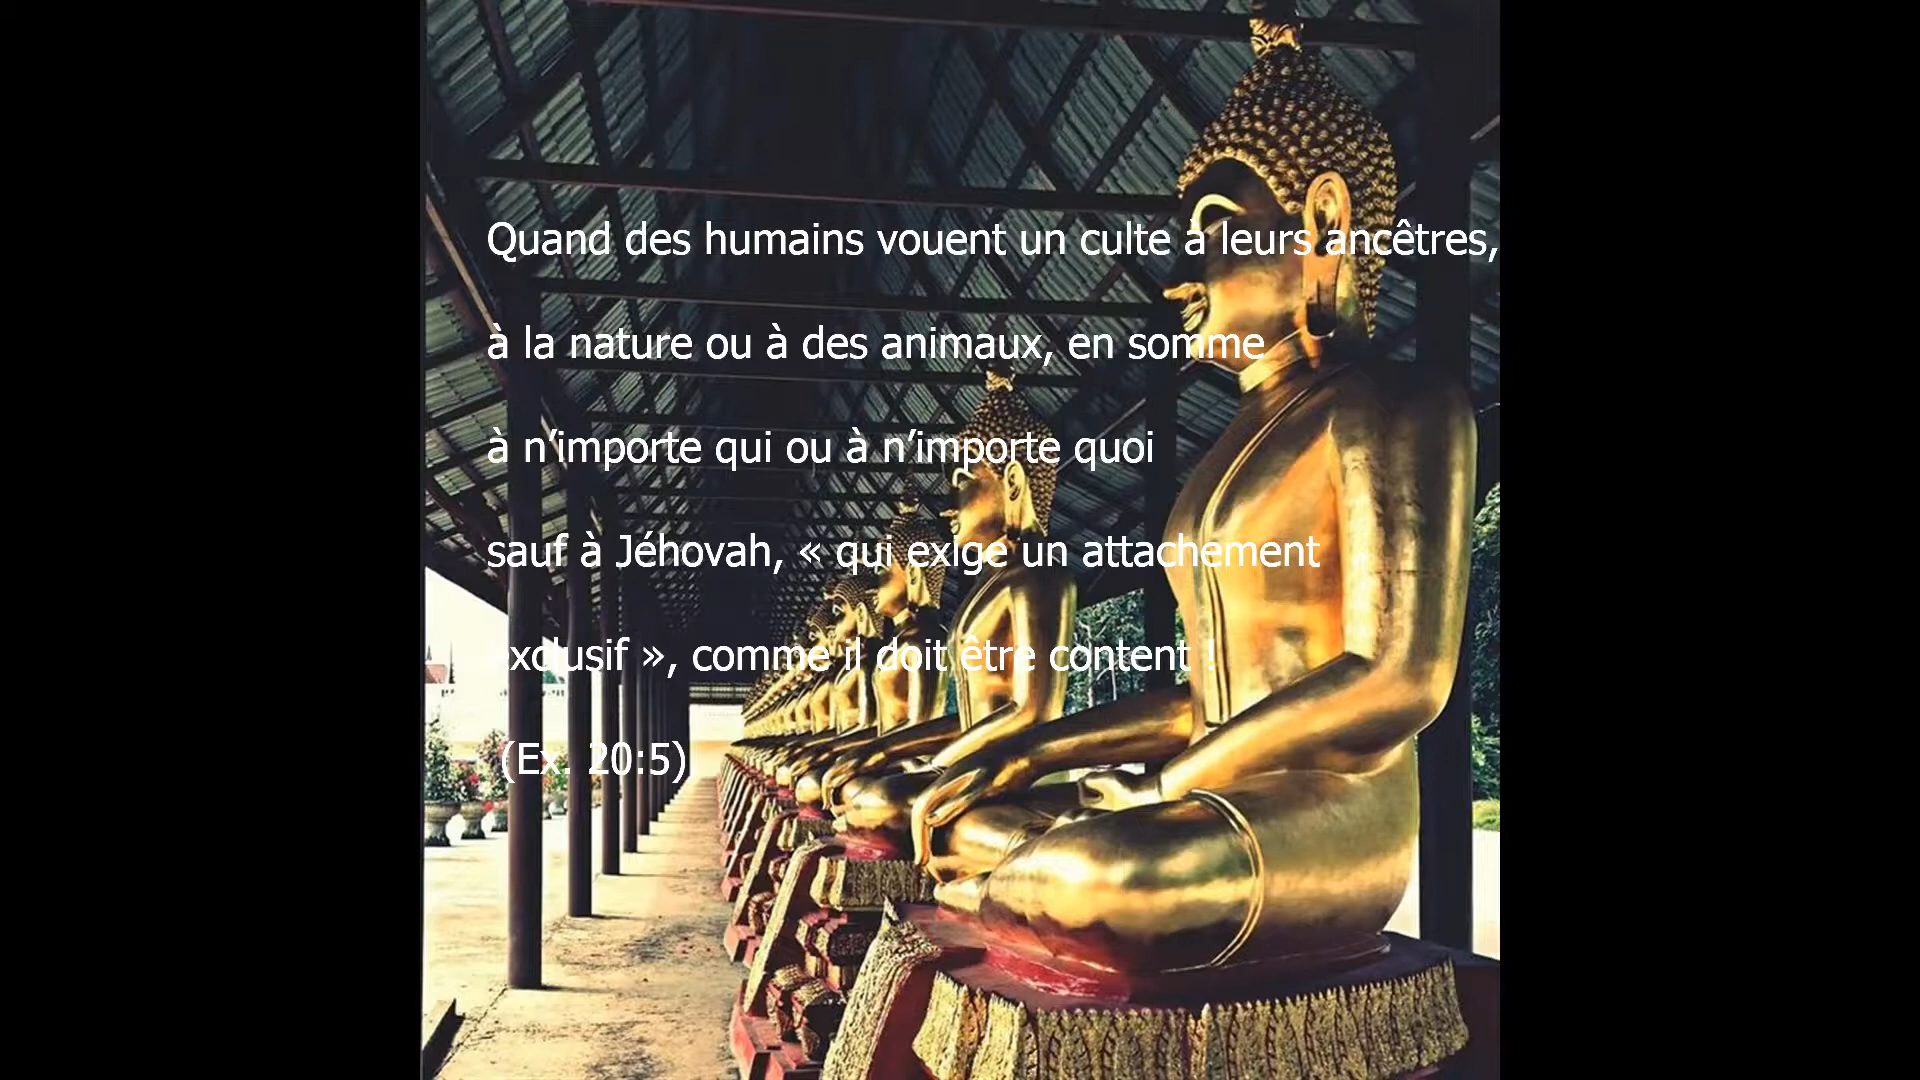 Quand des humains vouent un culte à leurs ancêtres,
à la nature ou à des animaux, en somme
à n’importe qui ou à n’importe quoi
sauf à Jéhovah, « qui exige un attachement
exclusif », comme il doit être content !
(Ex. 20:5)